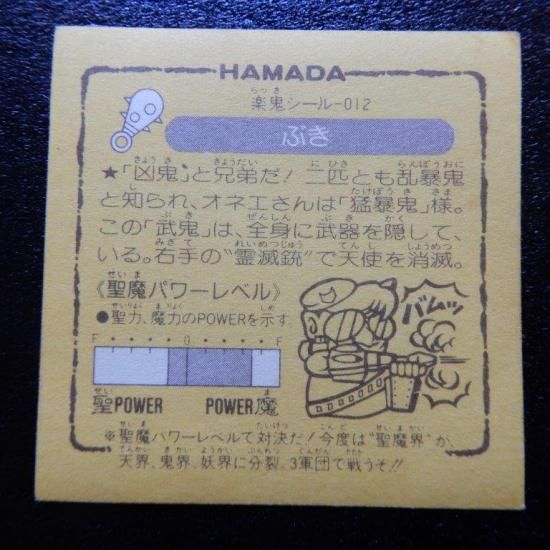 HAMADA
楽鬼シール-012
ぶき
★「凶鬼」と兄弟だ! 二匹とも乱暴鬼
と知られ、オネエさんは「猛暴鬼」様。
この「武鬼」は、全身に武器を隠して、
いる。右手の“霊滅銃”で天使を消滅。
《聖魔パワーレベル》
●聖力、魔力のPOWERを示す
F・・・・0・・・・F
聖POWER POWER魔
バムッ
※聖魔パワーレベルで対決だ! 今度は“聖魔界”が、
天界、鬼界、妖界に分裂。3軍団で戦うぞ!!